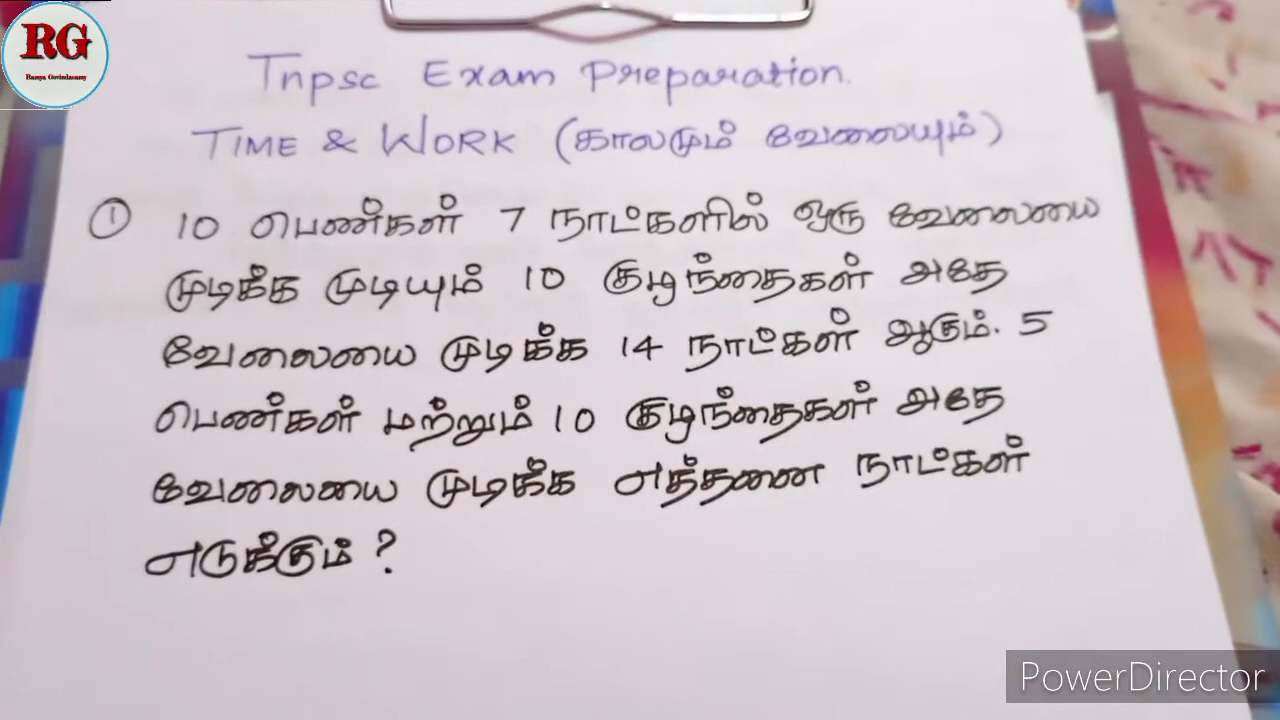 RG
Ramya Govindasamy
Tnpsc Exam Preparation.
TIME & WORK (காலமும் வேலையும்)
① 10 பெண்கள் 7 நாட்களில் ஒரு வேலையை
முடிக்க முடியும் 10 குழந்தைகள் அதே
வேலையை முடிக்க 14 நாட்கள் ஆகும். 5
பெண்கள் மற்றும் 10 குழந்தைகள் அதே
வேலையை முடிக்க எத்தனை நாட்கள்
எடுக்கும் ?
PowerDirector